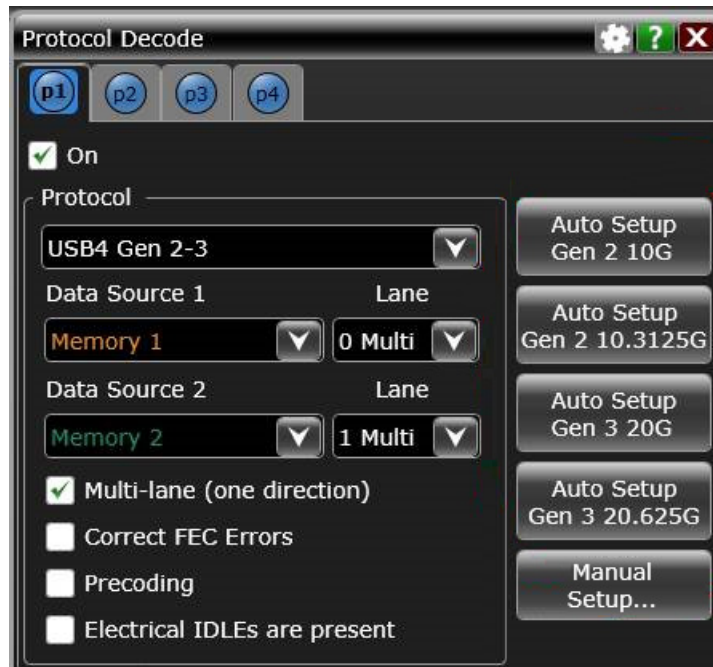 Protocol Decode
?
X
p1 p2 p3 p4
On
Protocol
USB4 Gen 2-3
Data Source 1 Lane
Memory 1 0 Multi
Data Source 2 Lane
Memory 2 1 Multi
Multi-lane (one direction)
Correct FEC Errors
Precoding
Electrical IDLEs are present
Auto Setup
Gen 2 10G
Auto Setup
Gen 2 10.3125G
Auto Setup
Gen 3 20G
Auto Setup
Gen 3 20.625G
Manual
Setup...